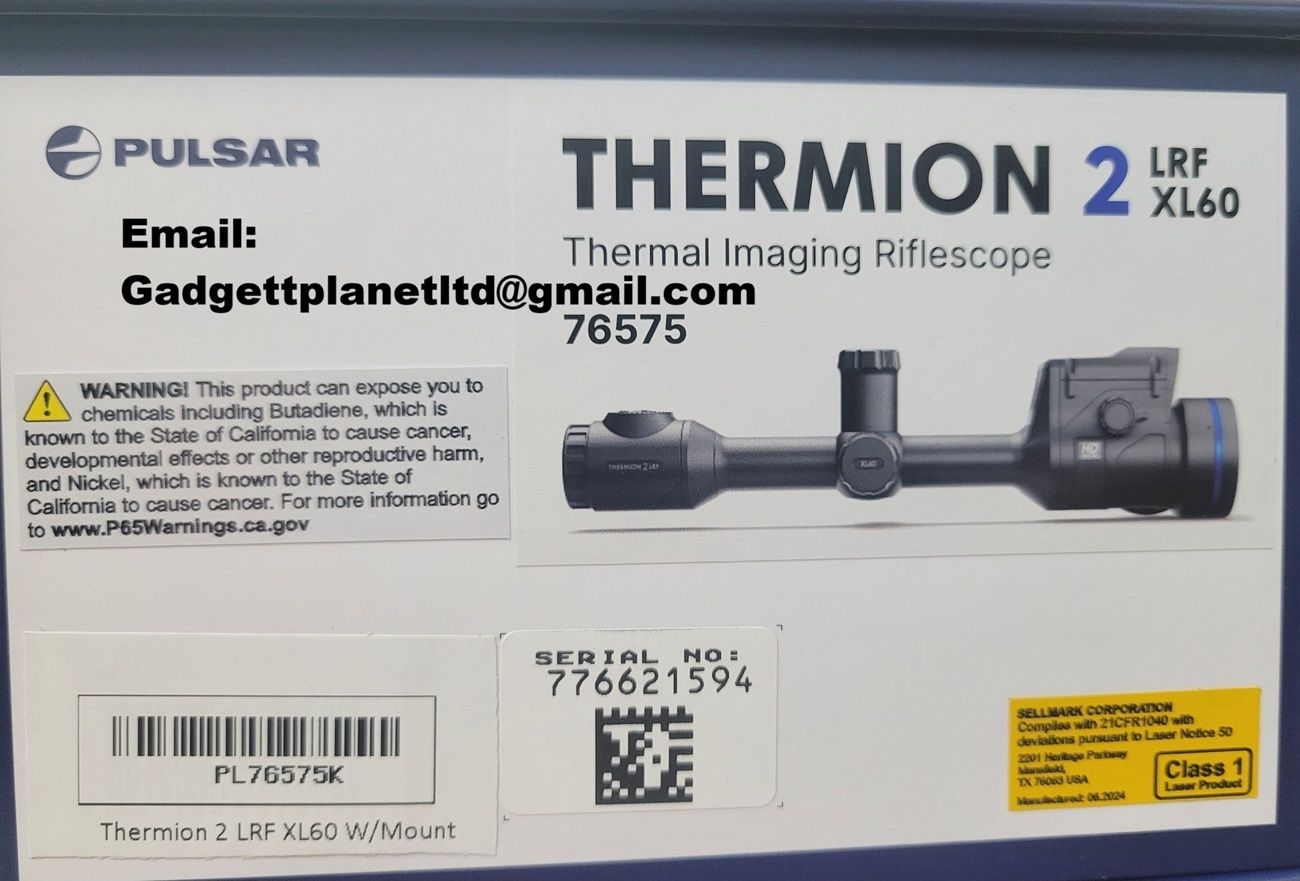 PULSAR
THERMION 2 LRF
XL60
Thermal Imaging Riflescope
Email:
Gadgettplanetltd@gmail.com
76575
WARNING! This product can expose you to
chemicals including Butadiene, which is
known to the State of California to cause cancer,
developmental effects or other reproductive harm,
and Nickel, which is known to the State of
California to cause cancer. For more information go
to www.P65Warnings.ca.gov
THERMION 2 LRF
XL60
HD
PL76575K
Thermion 2 LRF XL60 W/Mount
SERIAL NO:
776621594
SELLMARK CORPORATION
Complies with 21CFR1040 with
deviations pursuant to Laser Notice 50
2201 Heritage Parkway
Mansfield,
TX 76063 USA
Manufactured: 06.2024
Class 1
Laser Product